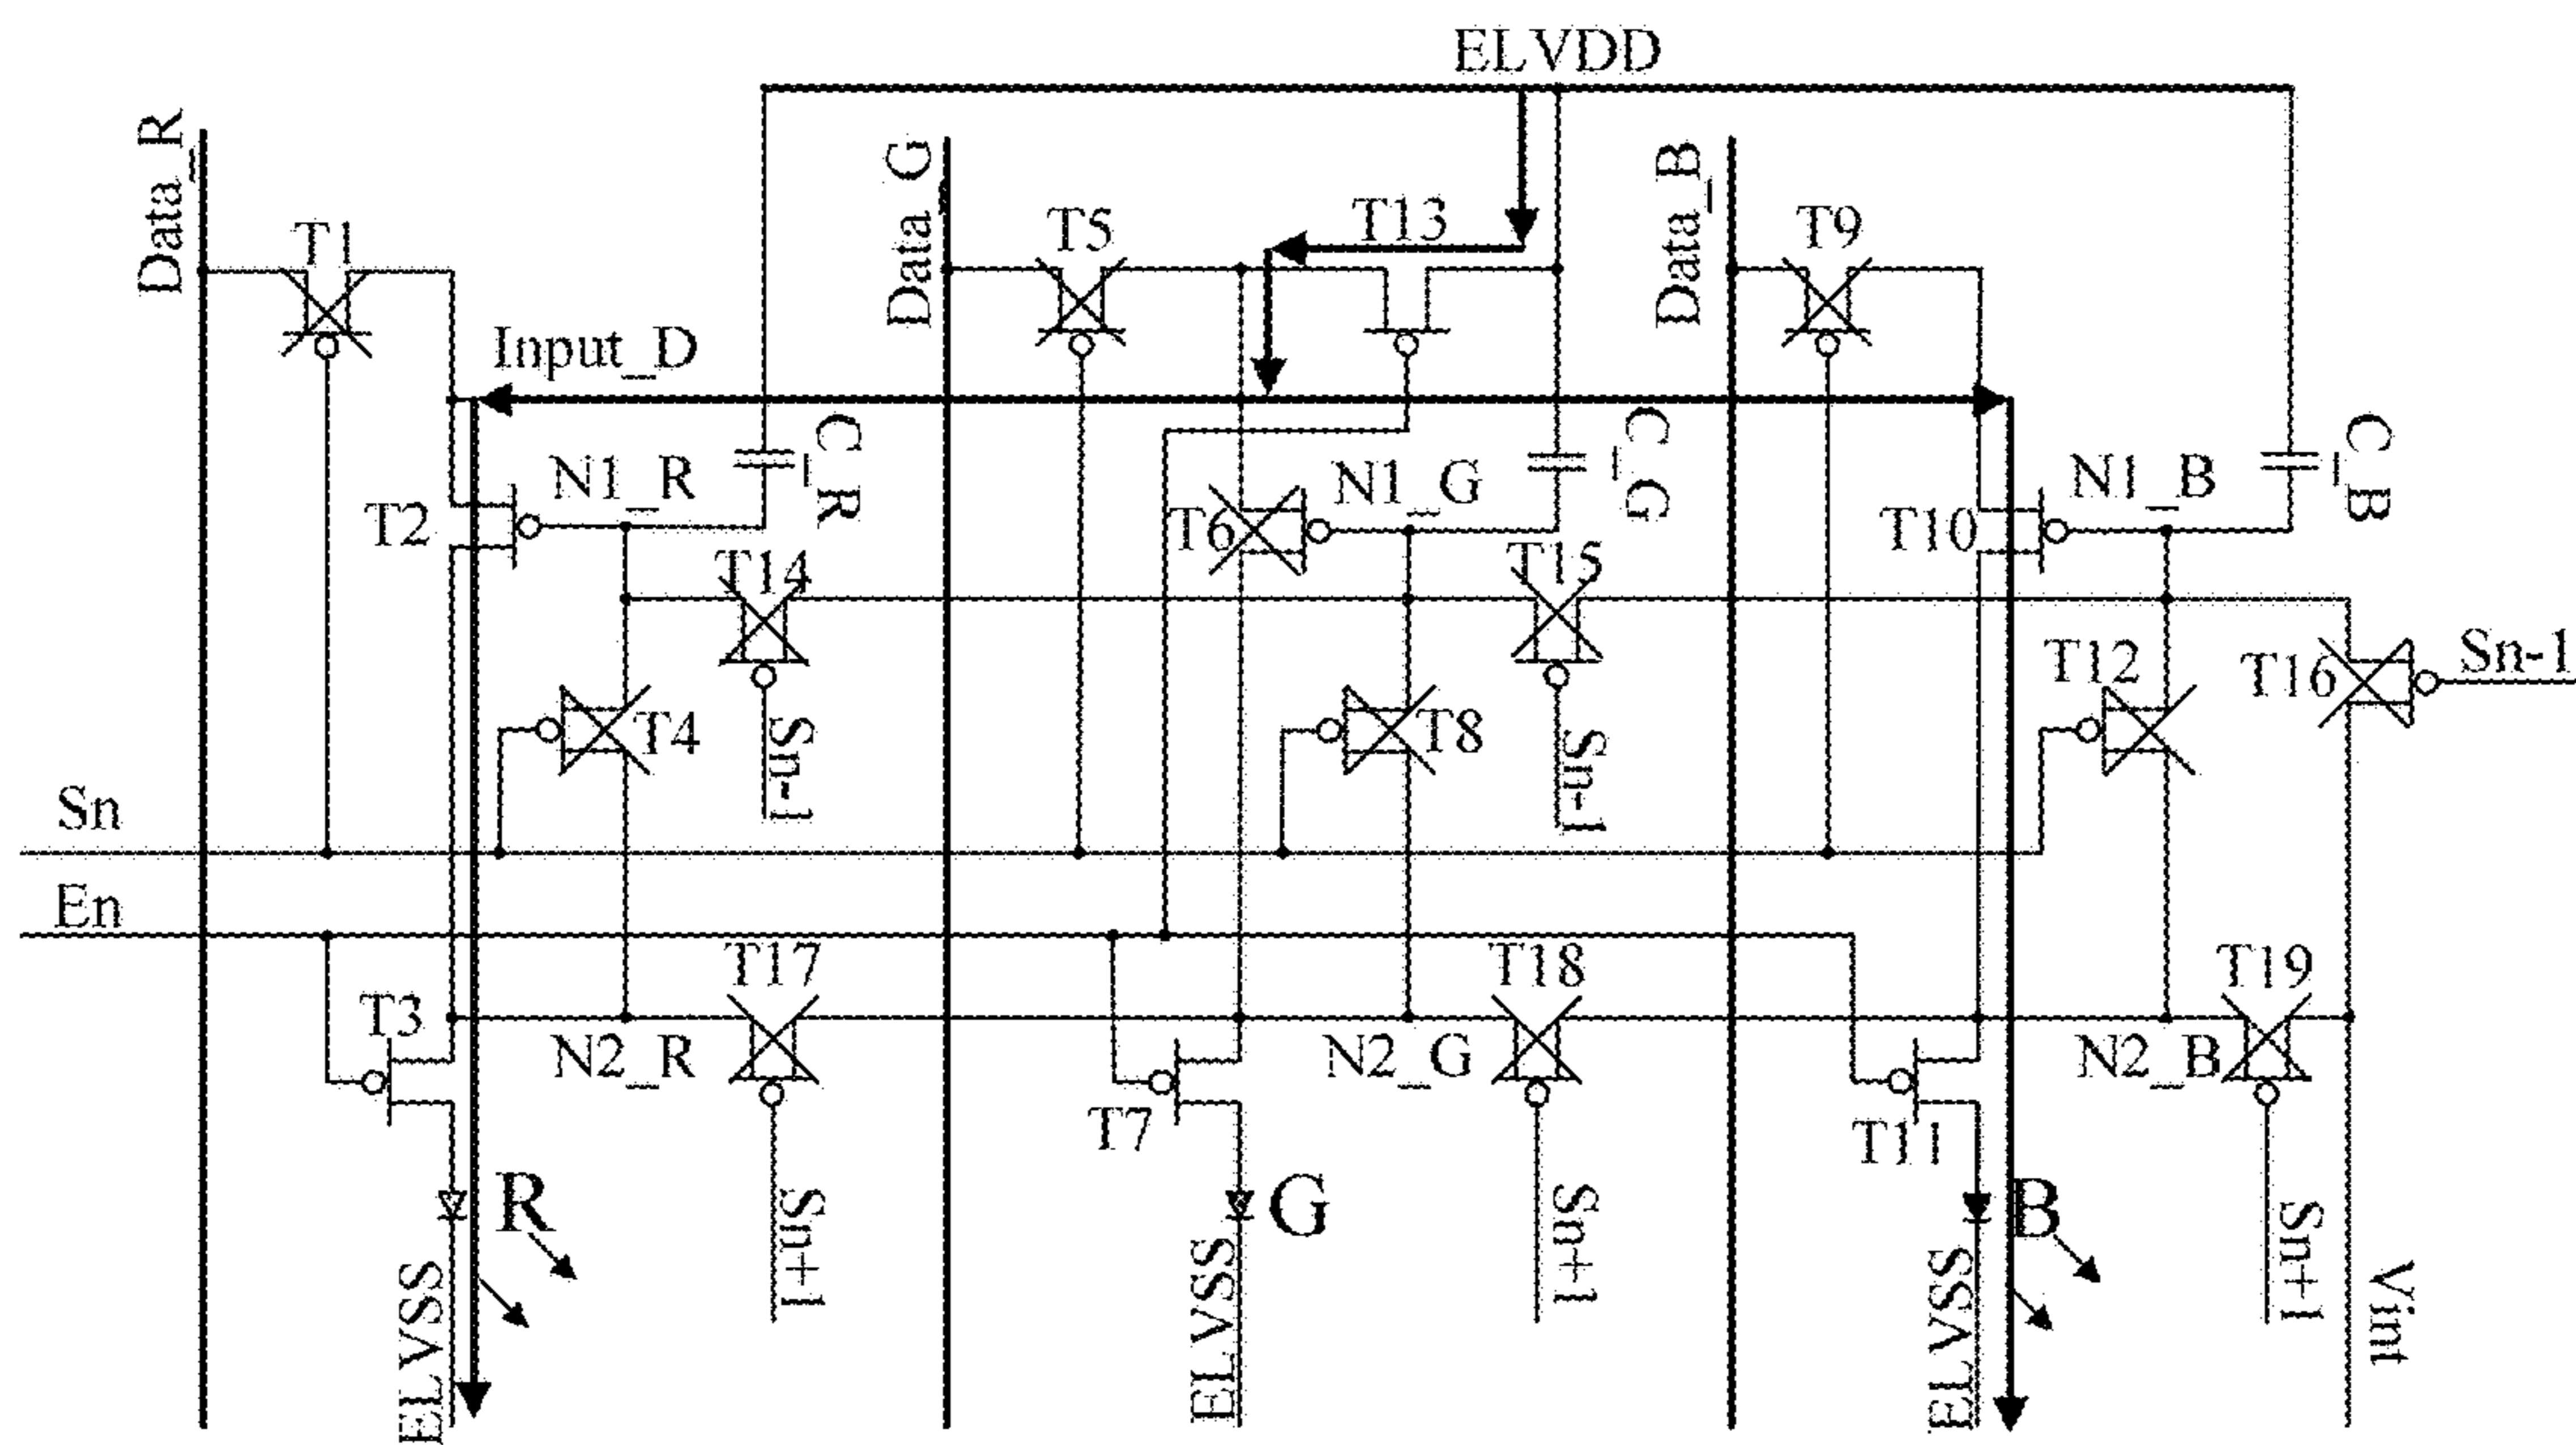 ELVDD
Data_R
Data_G
Data_B
T1
T5
T13
T9
Input_D
C_R
C_G
C_B
T2
N1_R
T6
N1_G
T10
N1_B
T14
T15
T4
T8
T12
T16
Sn-1
Sn-1
Sn-1
Sn
En
T3
T17
T18
T19
N2_R
N2_G
N2_B
T7
T11
R
G
B
Sn+1
Sn+1
Sn+1
ELVSS
ELVSS
ELVSS
Vint